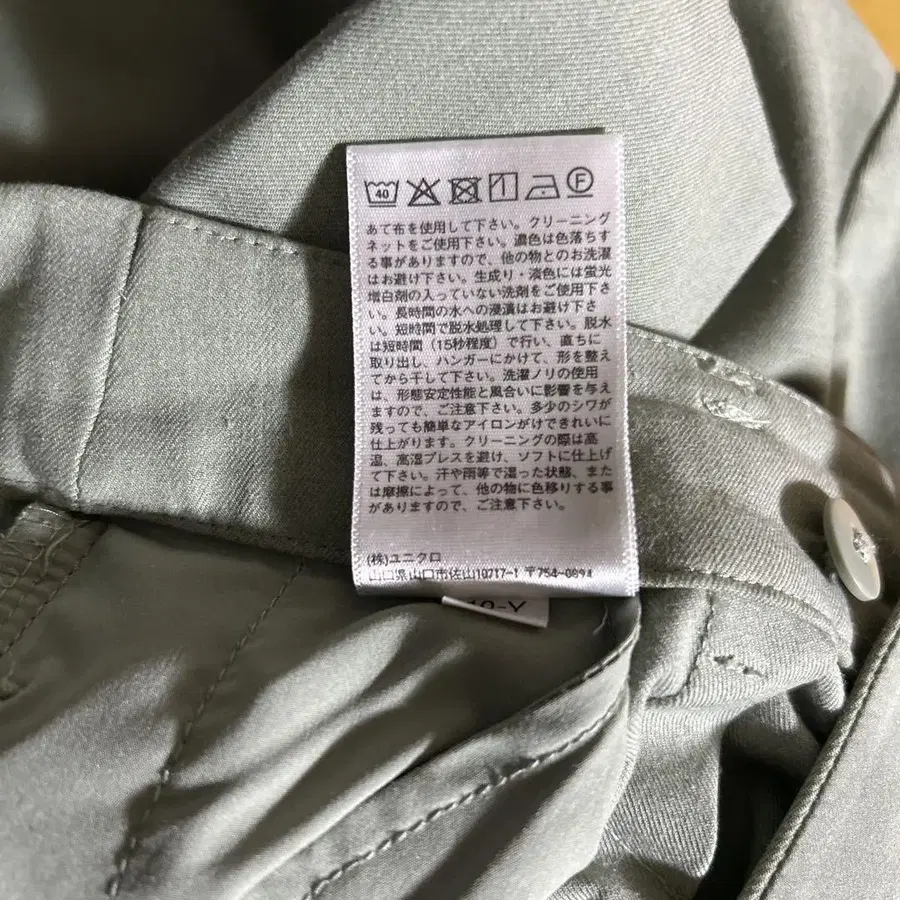 40
F
あて布を使用して下さい。クリーニング
ネットをご使用下さい。濃色は色落ちす
る事がありますので、他の物とのお洗濯
はお避け下さい。生成り・淡色には蛍光
増白剤の入っていない洗剤をご使用下さ
い。長時間の水への浸漬はお避け下さ
い。短時間で脱水処理して下さい。脱水
は短時間（15秒程度）で行い、直ちに
取り出し、ハンガーにかけて、形を整え
てから干して下さい。洗濯ノリの使用
は、形態安定性能と風合いに影響を与え
ますので、ご注意下さい。多少のシワが
残っても簡単なアイロンがけできれいに
仕上がります。クリーニングの際は高
温、高湿プレスを避け、ソフトに仕上げ
て下さい。汗や雨等で湿った状態、また
は摩擦によって、他の物に色移りする事
がありますので、ご注意下さい。
(株)ユニクロ
山口県山口市佐山10717-1 〒754-0894